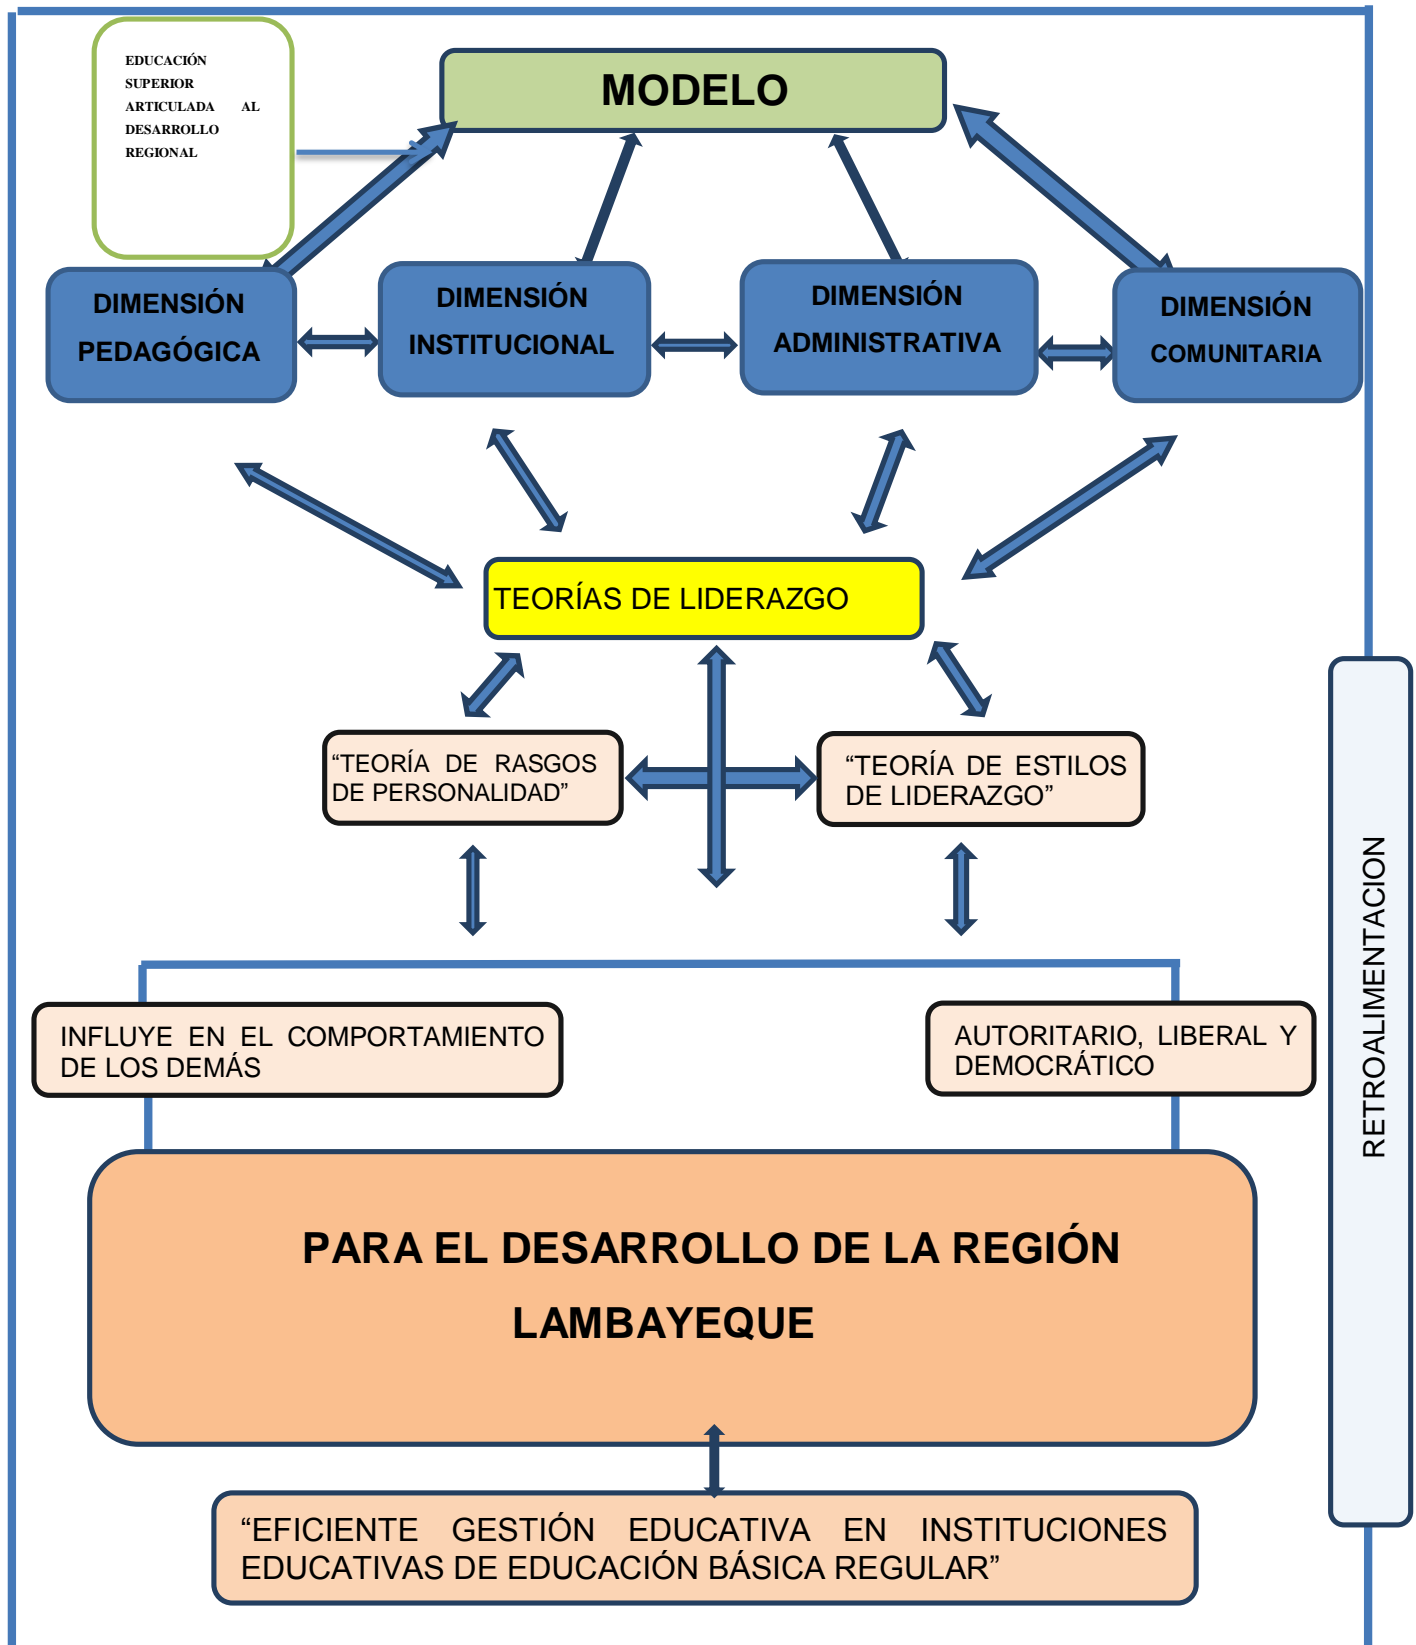 EDUCACIÓN
SUPERIOR
ARTICULADA AL
DESARROLLO
REGIONAL
MODELO
DIMENSIÓN
PEDAGÓGICA
DIMENSIÓN
INSTITUCIONAL
DIMENSIÓN
ADMINISTRATIVA
DIMENSIÓN
COMUNITARIA
TEORÍAS DE LIDERAZGO
“TEORÍA DE RASGOS
DE PERSONALIDAD”
“TEORÍA DE ESTILOS
DE LIDERAZGO”
INFLUYE EN EL COMPORTAMIENTO
DE LOS DEMÁS
AUTORITARIO, LIBERAL Y
DEMOCRÁTICO
RETROALIMENTACION
PARA EL DESARROLLO DE LA REGIÓN
LAMBAYEQUE
“EFICIENTE GESTIÓN EDUCATIVA EN INSTITUCIONES
EDUCATIVAS DE EDUCACIÓN BÁSICA REGULAR”